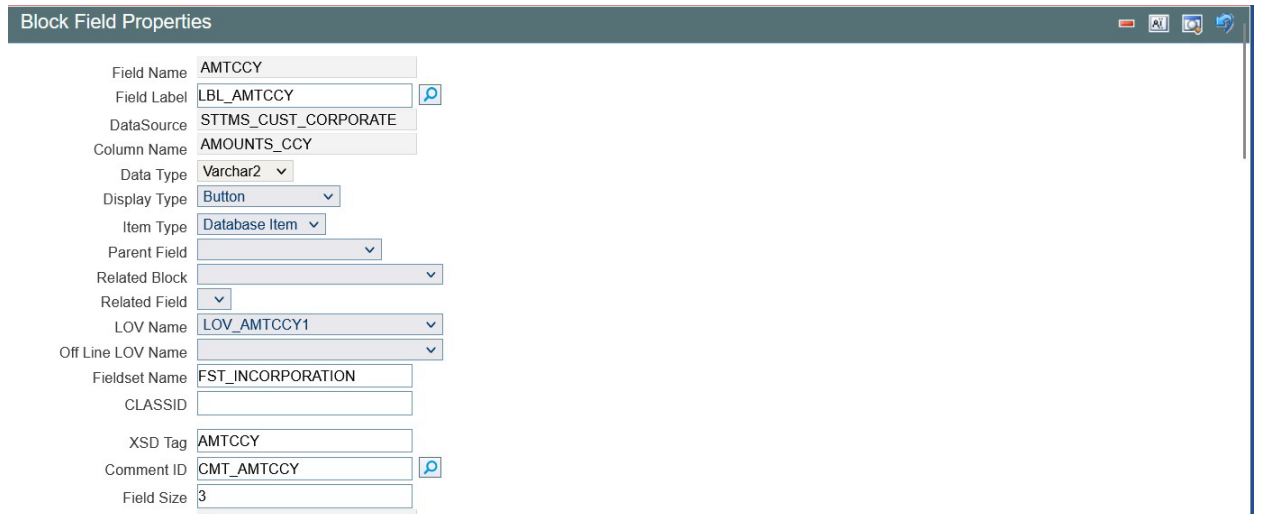 Block Field Properties
Field Name AMTCCY
Field Label LBL_AMTCCY
DataSource STTMS_CUST_CORPORATE
Column Name AMOUNTS_CCY
Data Type Varchar2
Display Type Button
Item Type Database Item
Parent Field
Related Block
Related Field
LOV Name LOV_AMTCCY1
Off Line LOV Name
Fieldset Name FST_INCORPORATION
CLASSID
XSD Tag AMTCCY
Comment ID CMT_AMTCCY
Field Size 3